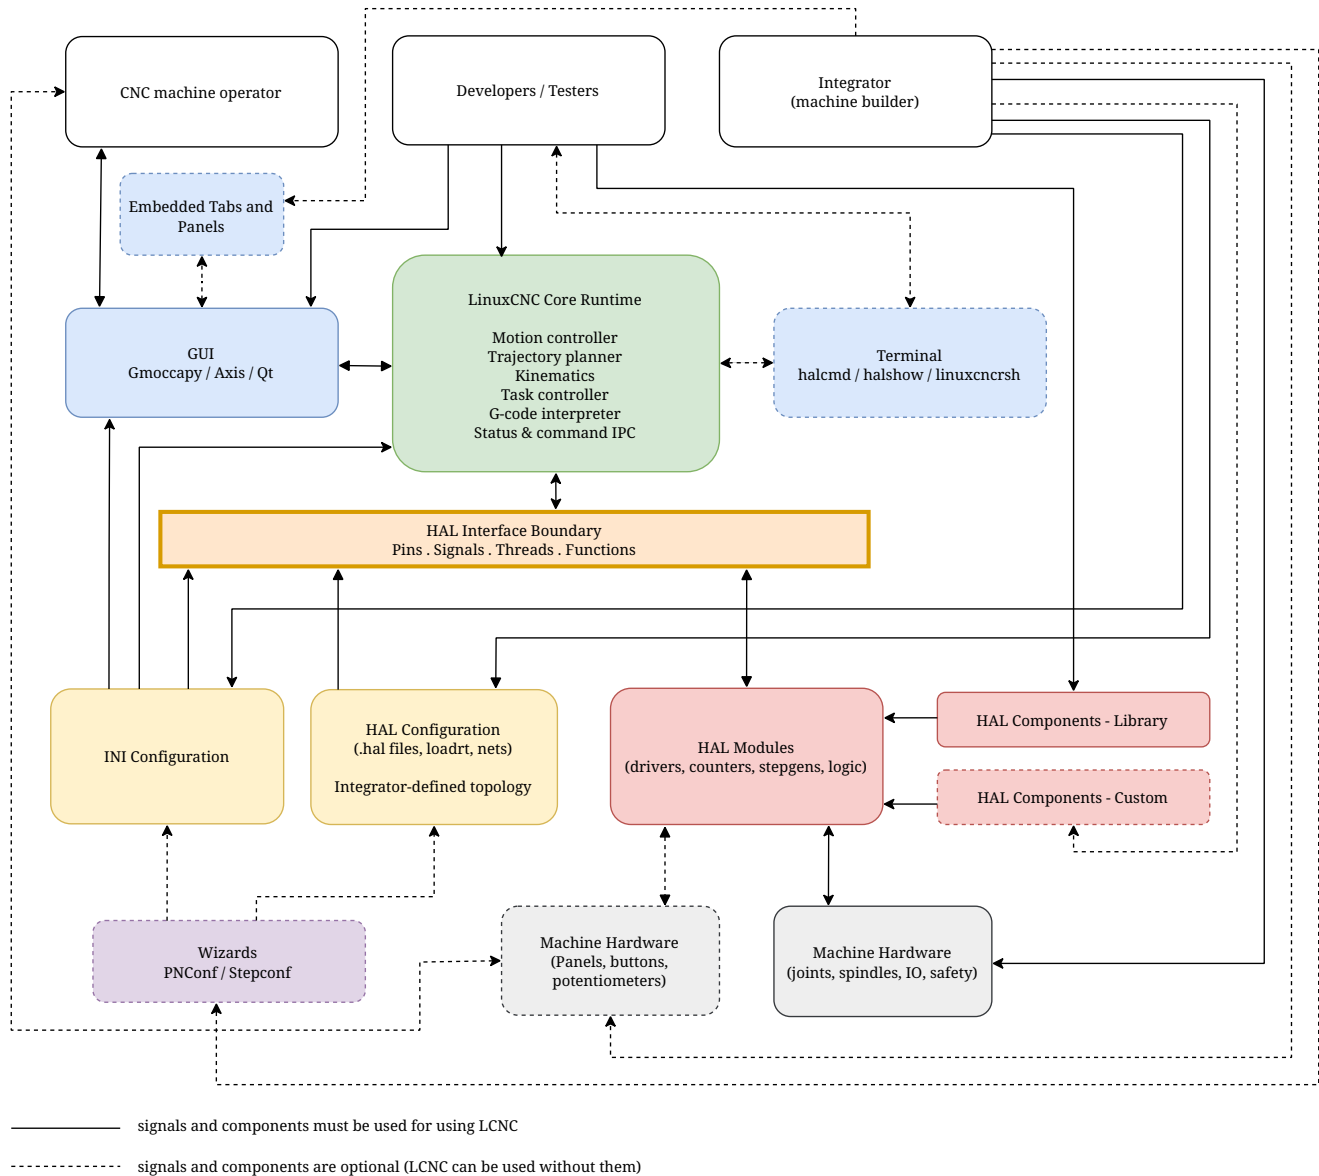 CNC machine operator
Developers / Testers
Integrator
(machine builder)
Embedded Tabs and
Panels
GUI
Gmoccapy / Axis / Qt
LinuxCNC Core Runtime
Motion controller
Trajectory planner
Kinematics
Task controller
G-code interpreter
Status & command IPC
Terminal
halcmd / halshow / linuxcncrsh
HAL Interface Boundary
Pins . Signals . Threads . Functions
INI Configuration
HAL Configuration
(.hal files, loadrt, nets)
Integrator-defined topology
HAL Modules
(drivers, counters, stepgens, logic)
HAL Components - Library
HAL Components - Custom
Wizards
PNConf / Stepconf
Machine Hardware
(Panels, buttons,
potentiometers)
Machine Hardware
(joints, spindles, IO, safety)
signals and components must be used for using LCNC
signals and components are optional (LCNC can be used without them)